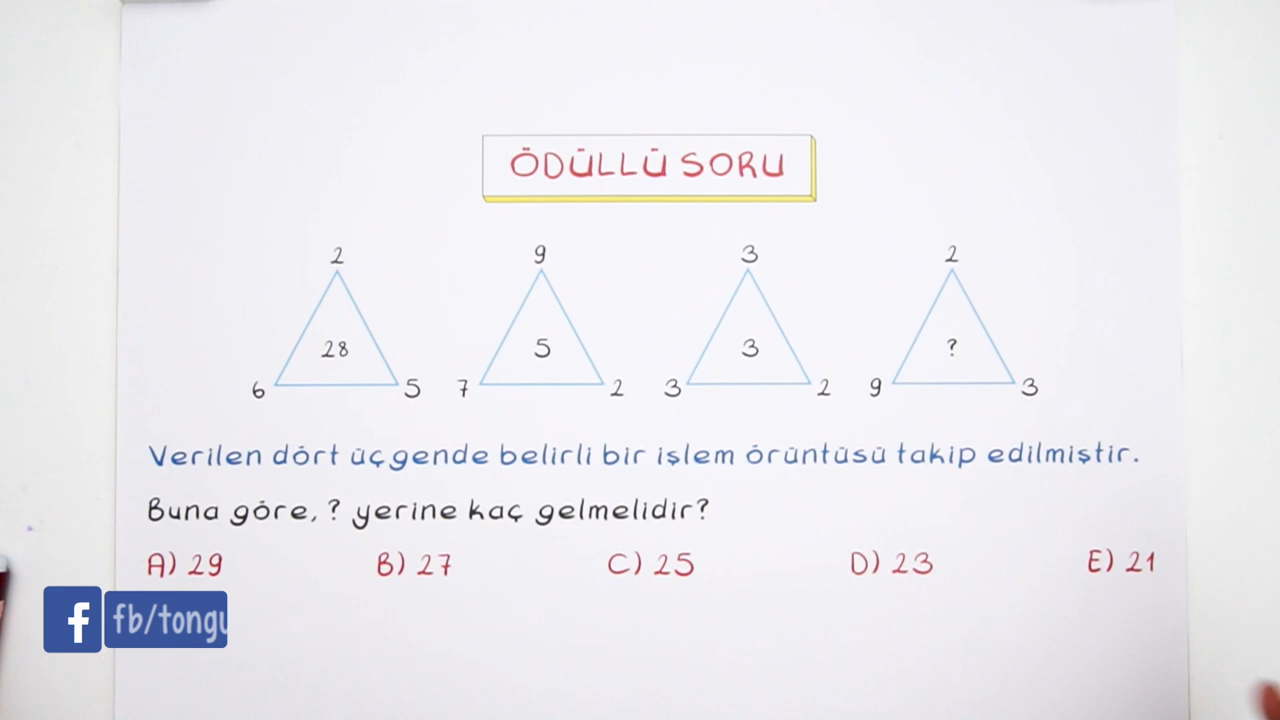 ÖDÜLLÜ SORU
2 9 3 2
28 5 3 ?
6 5 7 2 3 2 9 3
Verilen dört üçgende belirli bir işlem örüntüsü takip edilmiştir.
Buna göre, ? yerine kaç gelmelidir?
A) 29 B) 27 C) 25 D) 23 E) 21
f fb/tongu